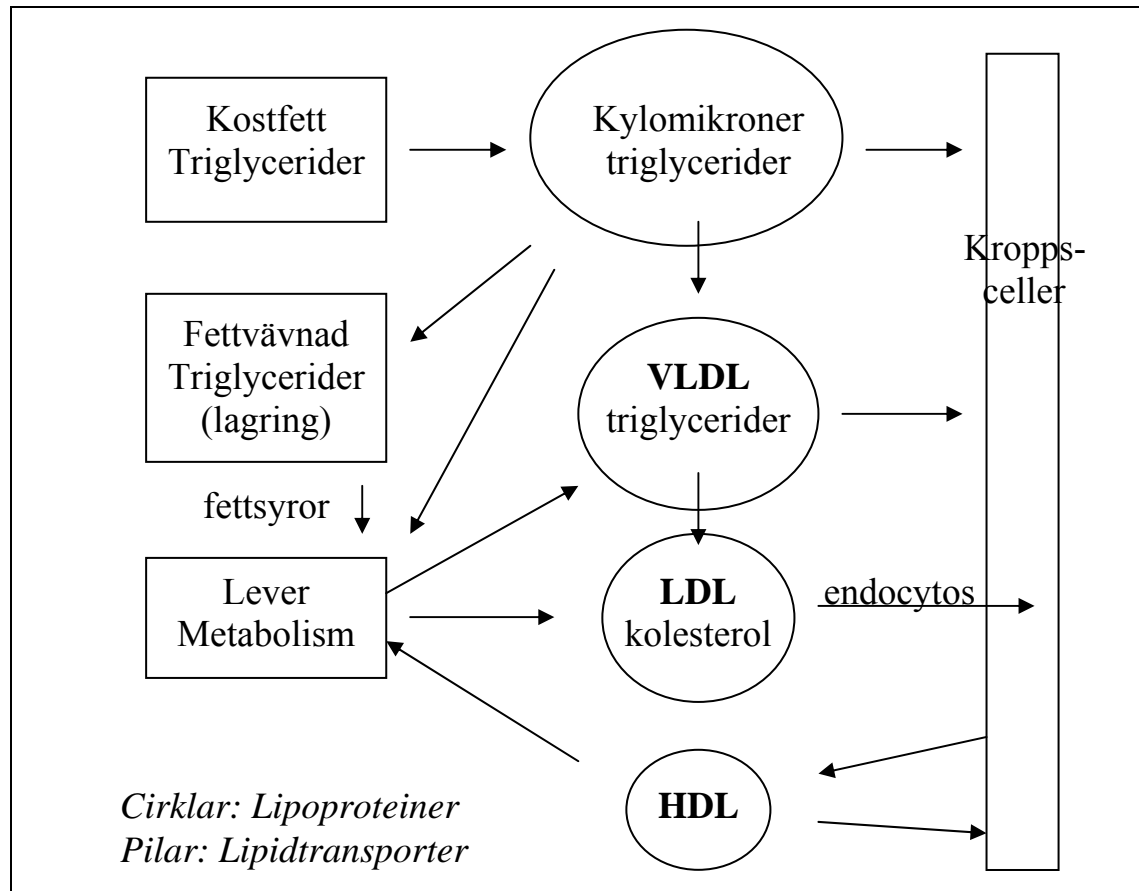 Kostfett
Triglycerider
Kylomikroner
triglycerider
Kropps-
celler
Fettvävnad
Triglycerider
(lagring)
VLDL
triglycerider
fettsyror
Lever
Metabolism
LDL
kolesterol
endocytos
HDL
Cirklar: Lipoproteiner
Pilar: Lipidtransporter